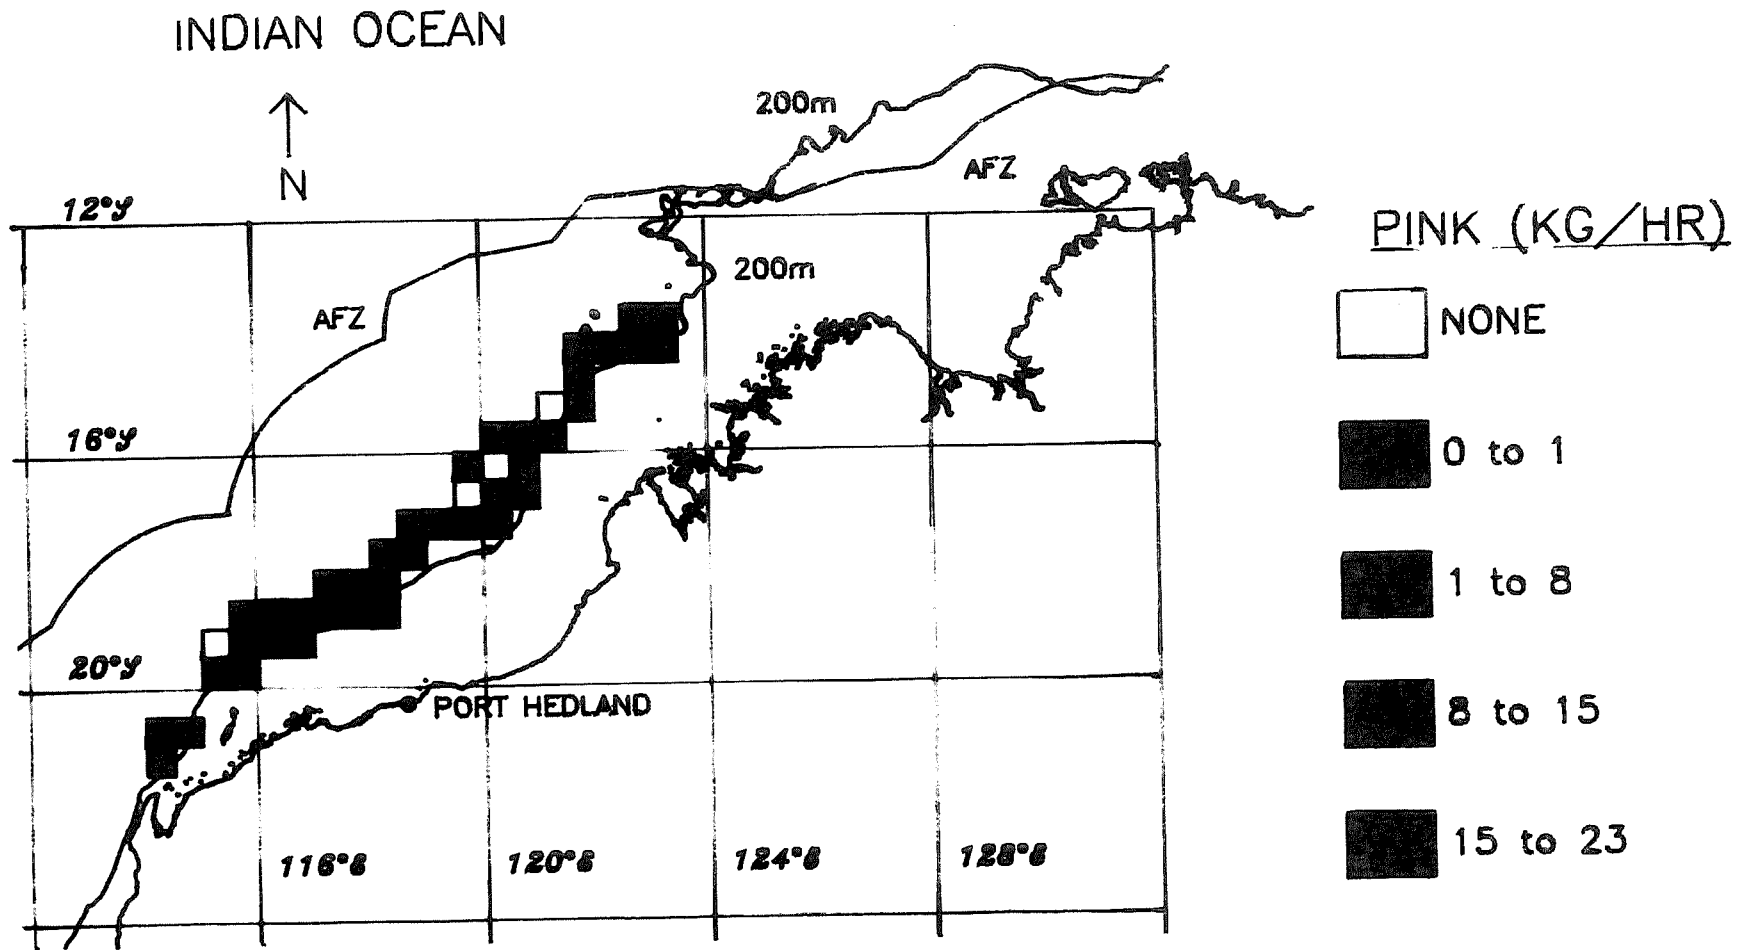 INDIAN OCEAN
200m
N
AFZ
12°S
PINK (KG/HR)
200m
AFZ
NONE
16°S
0 to 1
1 to 8
20°S
PORT HEDLAND
8 to 15
116°E
120°E
124°E
128°E
15 to 23